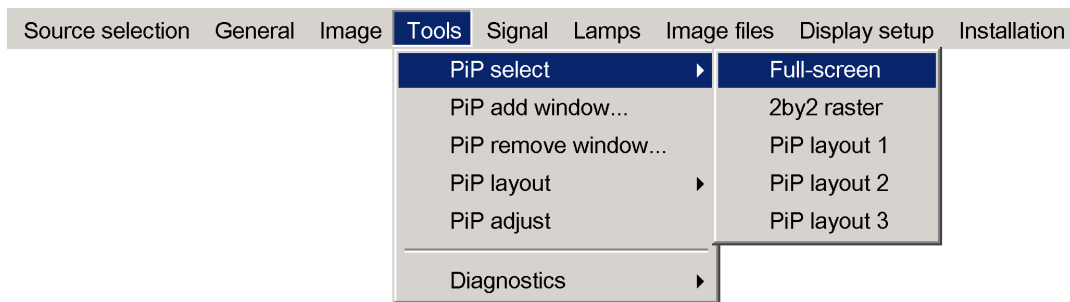 Source selection General Image Tools Signal Lamps Image files Display setup Installation
PiP select Full-screen
PiP add window... 2by2 raster
PiP remove window... PiP layout 1
PiP layout PiP layout 2
PiP adjust PiP layout 3
Diagnostics